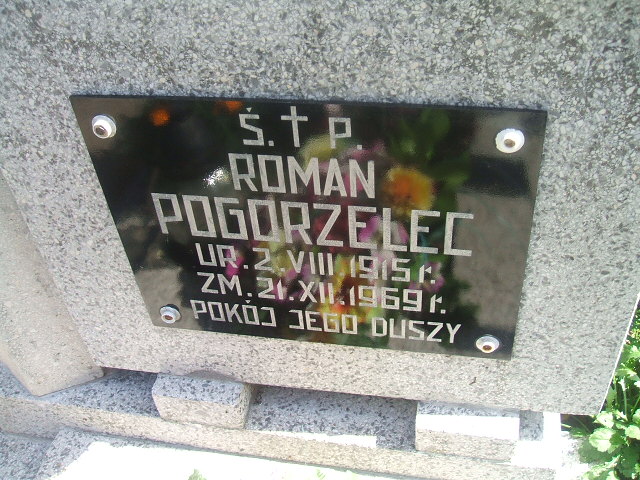 Ś. † P.
ROMAN
POGORZELEC
UR. 2. VIII 1915 r.
ZM. 21. XII. 1969 r,
POKÓJ JEGO DUSZY